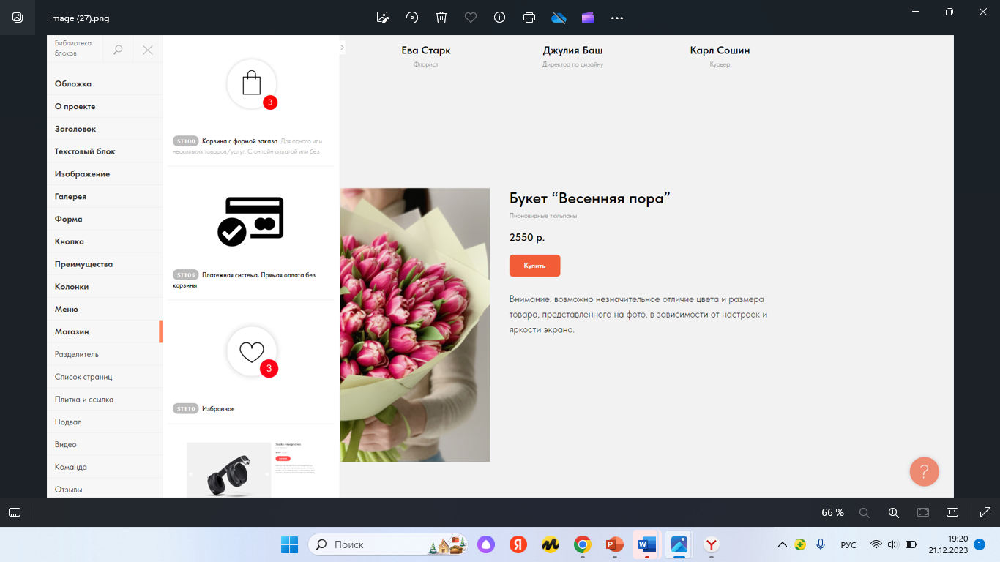 image (27).png
Библиотека
блоков
Обложка
О проекте
Заголовок
Текстовый блок
Изображение
Галерея
Форма
Кнопка
Преимущества
Колонки
Меню
Магазин
Разделитель
Список страниц
Плитка и ссылка
Подвал
Видео
Команда
Отзывы
3
ST100 Корзина с формой заказа Для одного или
нескольких товаров/услуг. С онлайн оплатой или без
ST105 Платежная система. Прямая оплата без
корзины
3
ST110 Избранное
Studio Headphones
Ева Старк
Флорист
Джулия Баш
Директор по дизайну
Карл Сошин
Курьер
Букет “Весенняя пора”
Пионовидные тюльпаны
2550 р.
Купить
Внимание: возможно незначительное отличие цвета и размера
товара, представленного на фото, в зависимости от настроек и
яркости экрана.
?
66 %
1:1
Поиск
РУС
19:20
21.12.2023
1